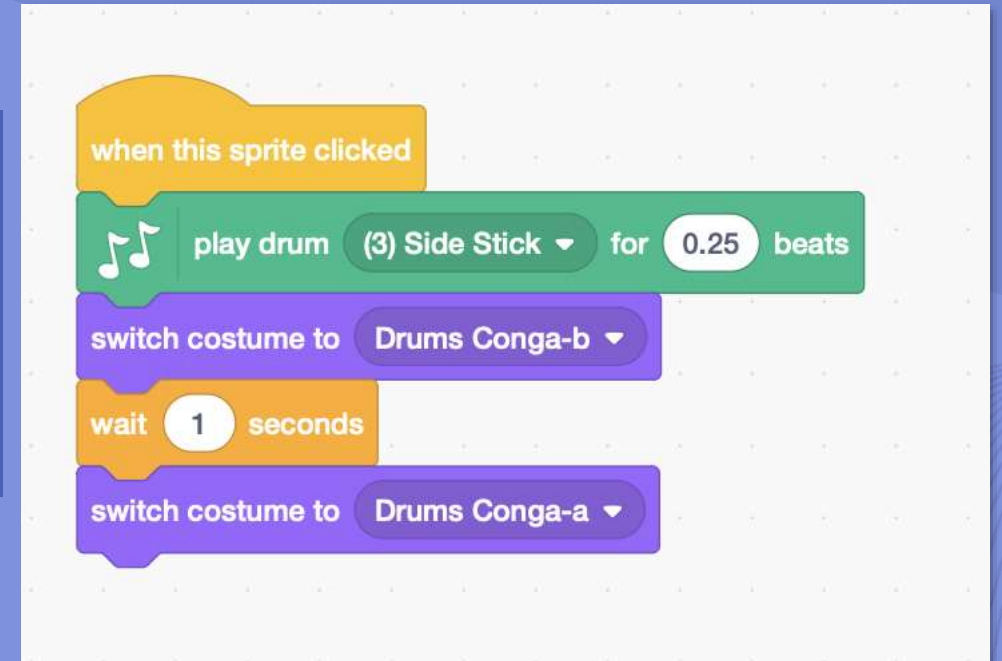 when this sprite clicked
play drum (3) Side Stick for 0.25 beats
switch costume to Drums Conga-b
wait 1 seconds
switch costume to Drums Conga-a